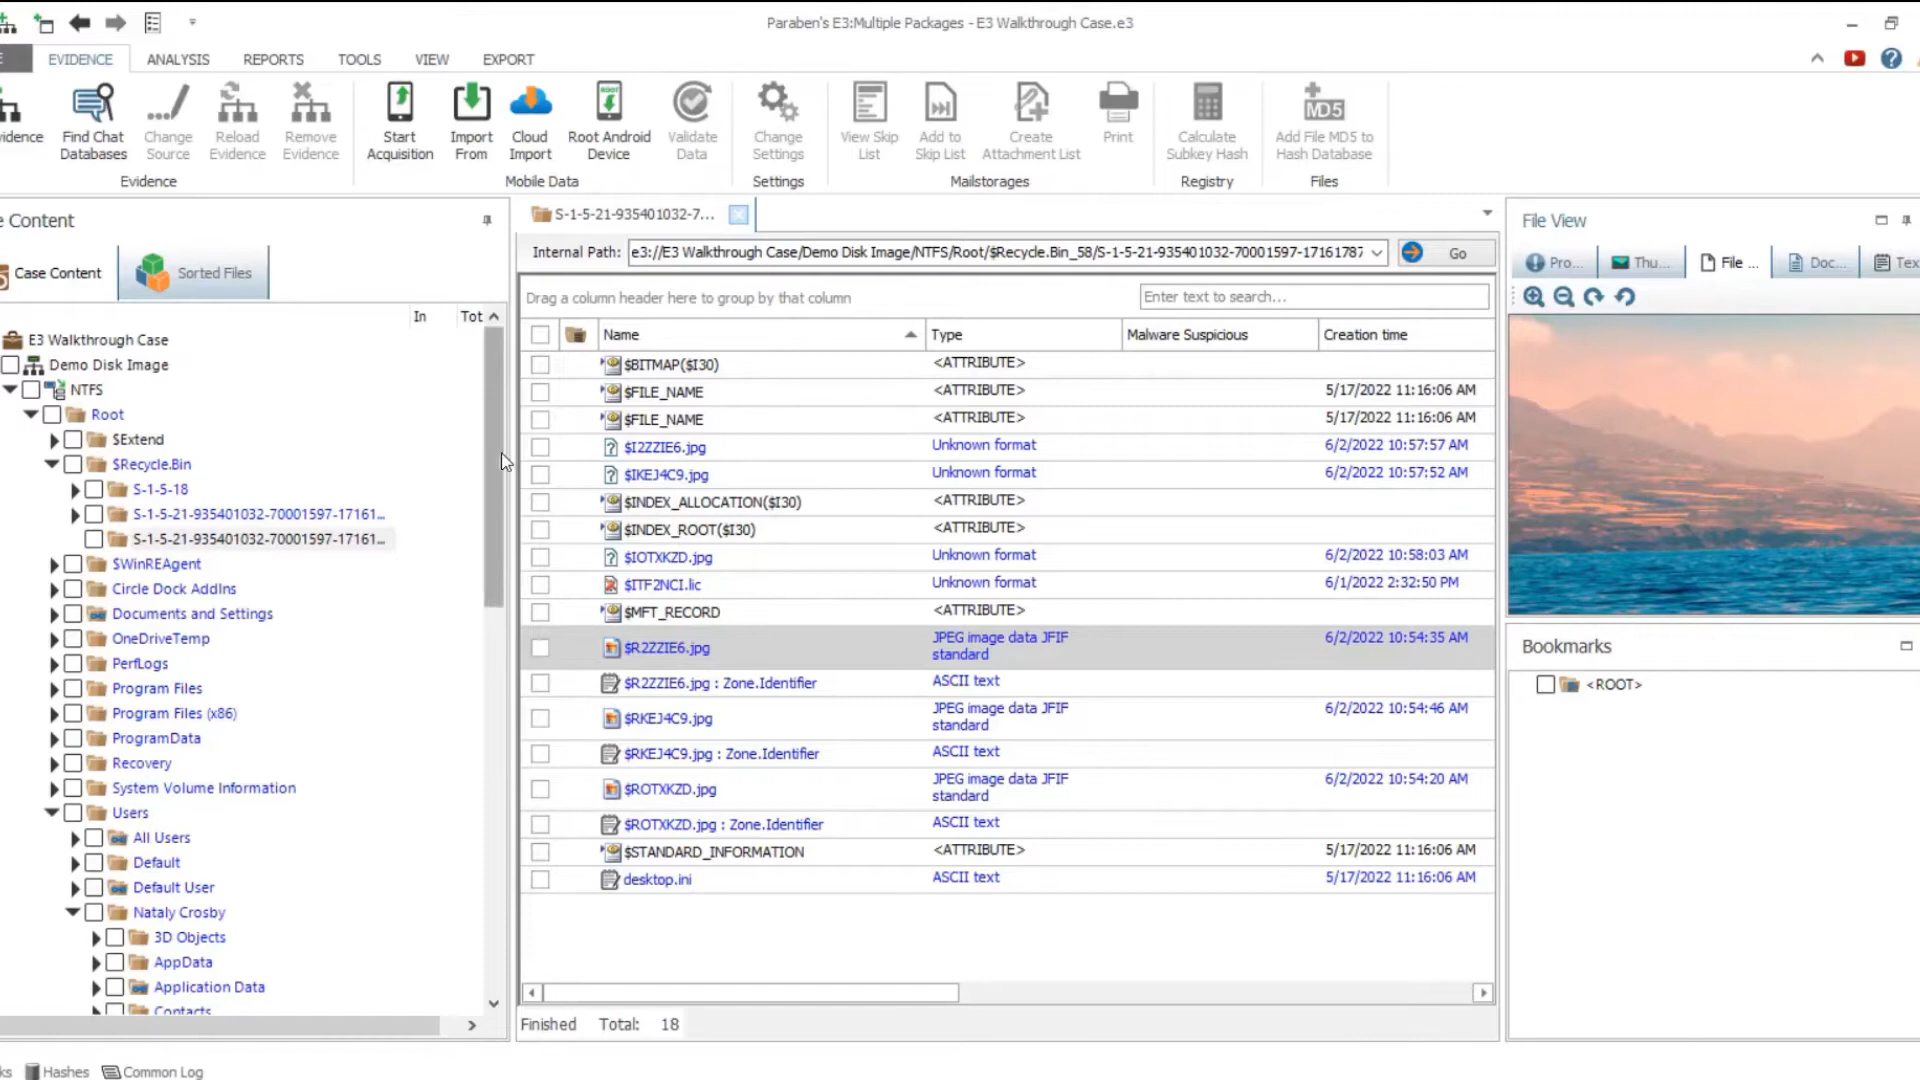 Paraben's E3:Multiple Packages - E3 Walkthrough Case.e3
EVIDENCE ANALYSIS REPORTS TOOLS VIEW EXPORT
Find Chat Databases
Change Source
Reload Evidence
Remove Evidence
Start Acquisition
Import From
Cloud Import
Root Android Device
Validate Data
Change Settings
View Skip List
Add to Skip List
Create Attachment List
Print
Calculate Subkey Hash
Add File MD5 to Hash Database
Evidence
Mobile Data
Settings
Mailstorages
Registry
Files
Content
Case Content
Sorted Files
In Tot
E3 Walkthrough Case
Demo Disk Image
NTFS
Root
$Extend
$Recycle.Bin
S-1-5-18
S-1-5-21-935401032-70001597-17161...
S-1-5-21-935401032-70001597-17161...
$WinREAgent
Circle Dock AddIns
Documents and Settings
OneDriveTemp
PerfLogs
Program Files
Program Files (x86)
ProgramData
Recovery
System Volume Information
Users
All Users
Default
Default User
Nataly Crosby
3D Objects
AppData
Application Data
Contacts
S-1-5-21-935401032-7...
Internal Path: e3://E3 Walkthrough Case/Demo Disk Image/NTFS/Root/$Recycle.Bin_58/S-1-5-21-935401032-70001597-17161787 Go
Drag a column header here to group by that column
Enter text to search...
Name Type Malware Suspicious Creation time
$BITMAP($I30) <ATTRIBUTE>
$FILE_NAME <ATTRIBUTE> 5/17/2022 11:16:06 AM
$FILE_NAME <ATTRIBUTE> 5/17/2022 11:16:06 AM
$I2ZZIE6.jpg Unknown format 6/2/2022 10:57:57 AM
$IKEJ4C9.jpg Unknown format 6/2/2022 10:57:52 AM
$INDEX_ALLOCATION($I30) <ATTRIBUTE>
$INDEX_ROOT($I30) <ATTRIBUTE>
$IOTXKZD.jpg Unknown format 6/2/2022 10:58:03 AM
$ITF2NCI.lic Unknown format 6/1/2022 2:32:50 PM
$MFT_RECORD <ATTRIBUTE>
$R2ZZIE6.jpg JPEG image data JFIF standard 6/2/2022 10:54:35 AM
$R2ZZIE6.jpg : Zone.Identifier ASCII text
$RKEJ4C9.jpg JPEG image data JFIF standard 6/2/2022 10:54:46 AM
$RKEJ4C9.jpg : Zone.Identifier ASCII text
$ROTXKZD.jpg JPEG image data JFIF standard 6/2/2022 10:54:20 AM
$ROTXKZD.jpg : Zone.Identifier ASCII text
$STANDARD_INFORMATION <ATTRIBUTE> 5/17/2022 11:16:06 AM
desktop.ini ASCII text 5/17/2022 11:16:06 AM
Finished Total: 18
File View
Pro... Thu... File ... Doc... Tex
Bookmarks
<ROOT>
Hashes Common Log